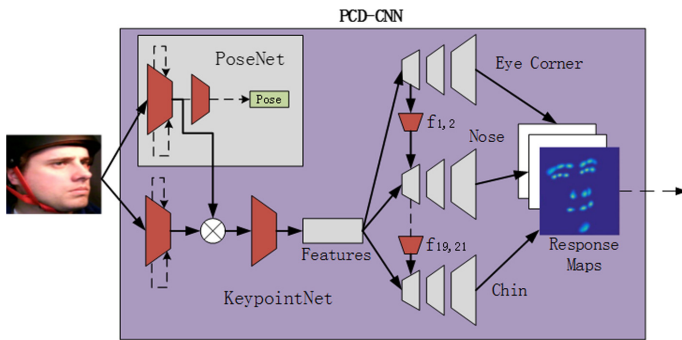 PCD-CNN
PoseNet
Pose
Eye Corner
f1,2
Nose
f19,21
Features
Response
Maps
KeypointNet
Chin